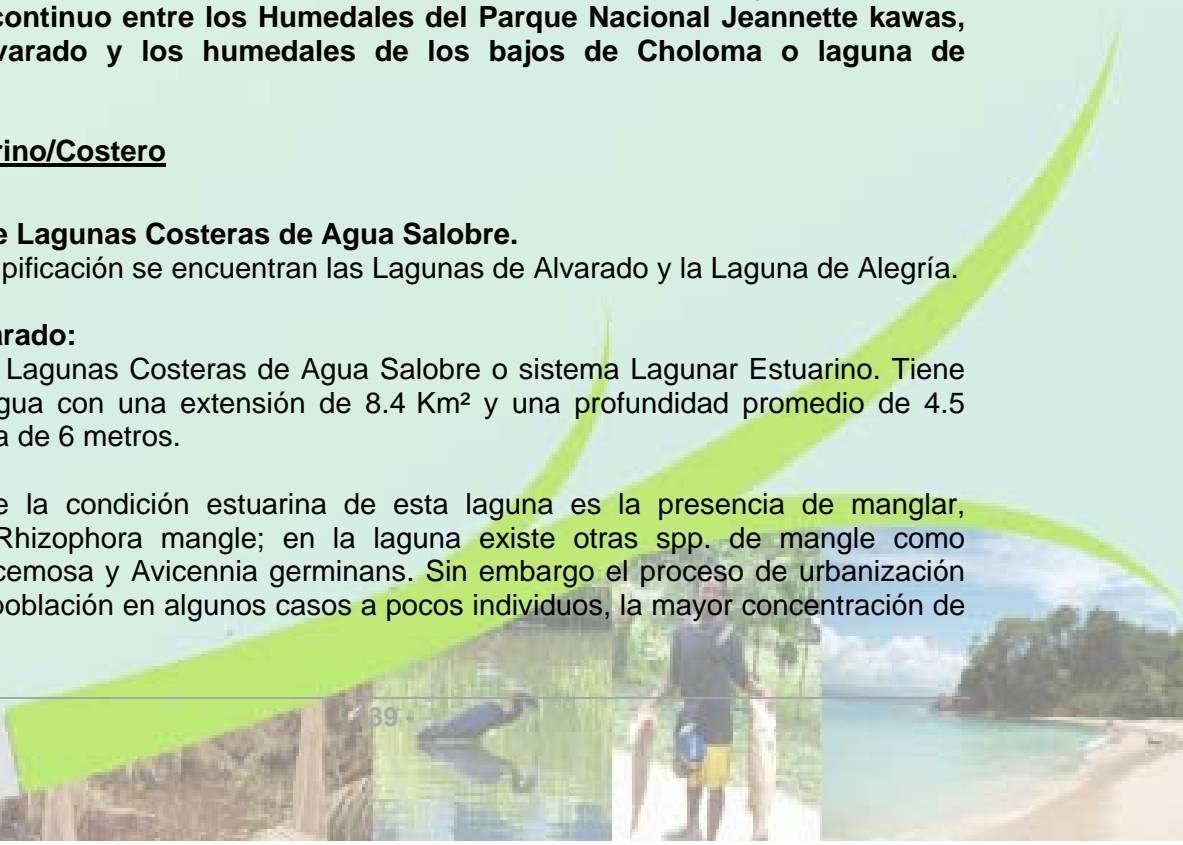 continuo entre los Humedales del Parque Nacional Jeannette kawas,
varado y los humedales de los bajos de Choloma o laguna de
rino/Costero
e Lagunas Costeras de Agua Salobre.
pificación se encuentran las Lagunas de Alvarado y la Laguna de Alegría.
arado:
Lagunas Costeras de Agua Salobre o sistema Lagunar Estuarino. Tiene
gua con una extensión de 8.4 Km² y una profundidad promedio de 4.5
a de 6 metros.
e la condición estuarina de esta laguna es la presencia de manglar,
Rhizophora mangle; en la laguna existe otras spp. de mangle como
cemosa y Avicennia germinans. Sin embargo el proceso de urbanización
pooblación en algunos casos a pocos individuos, la mayor concentración de
39 -